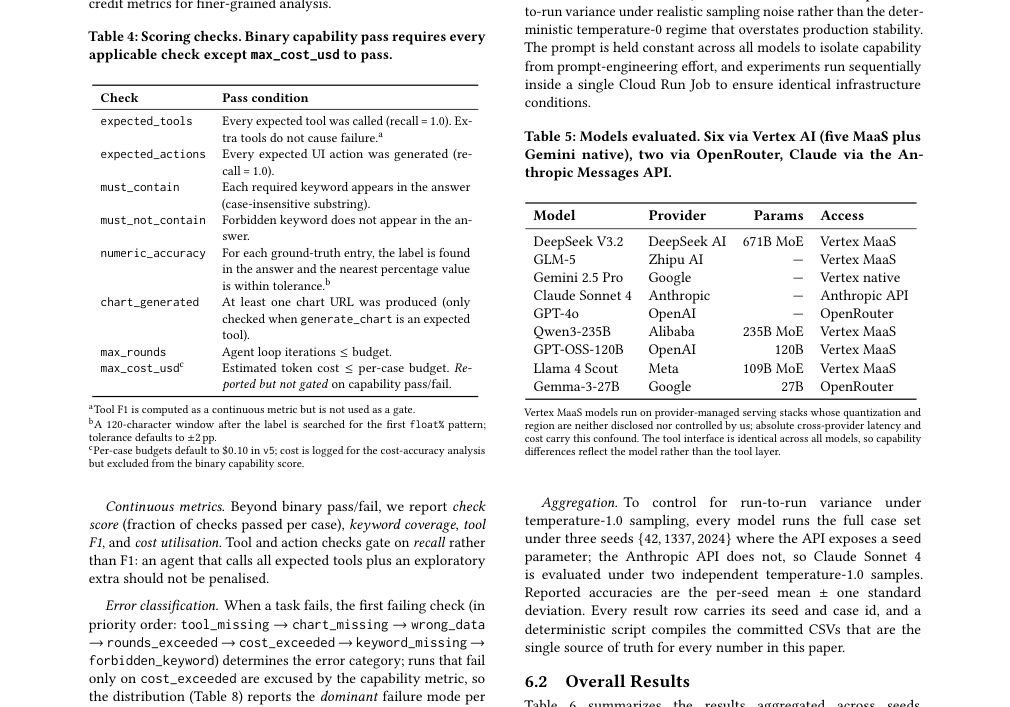 credit metrics for finer-grained analysis.
Table 4: Scoring checks. Binary capability pass requires every
applicable check except max_cost_usd to pass.
Check Pass condition
expected_tools Every expected tool was called (recall = 1.0). Ex-
tra tools do not cause failure.a
expected_actions Every expected UI action was generated (re-
call = 1.0).
must_contain Each required keyword appears in the answer
(case-insensitive substring).
must_not_contain Forbidden keyword does not appear in the an-
swer.
numeric_accuracy For each ground-truth entry, the label is found
in the answer and the nearest percentage value
is within tolerance.b
chart_generated At least one chart URL was produced (only
checked when generate_chart is an expected
tool).
max_rounds Agent loop iterations ≤ budget.
max_cost_usdc Estimated token cost ≤ per-case budget. Re-
ported but not gated on capability pass/fail.
aTool F1 is computed as a continuous metric but is not used as a gate.
bA 120-character window after the label is searched for the first float% pattern;
tolerance defaults to ±2 pp.
cPer-case budgets default to $0.10 in v5; cost is logged for the cost-accuracy analysis
but excluded from the binary capability score.
Continuous metrics. Beyond binary pass/fail, we report check
score (fraction of checks passed per case), keyword coverage, tool
F1, and cost utilisation. Tool and action checks gate on recall rather
than F1: an agent that calls all expected tools plus an exploratory
extra should not be penalised.
Error classification. When a task fails, the first failing check (in
priority order: tool_missing → chart_missing → wrong_data
→ rounds_exceeded → cost_exceeded → keyword_missing →
forbidden_keyword) determines the error category; runs that fail
only on cost_exceeded are excused by the capability metric, so
the distribution (Table 8) reports the dominant failure mode per
to-run variance under realistic sampling noise rather than the deter-
ministic temperature-0 regime that overstates production stability.
The prompt is held constant across all models to isolate capability
from prompt-engineering effort, and experiments run sequentially
inside a single Cloud Run Job to ensure identical infrastructure
conditions.
Table 5: Models evaluated. Six via Vertex AI (five MaaS plus
Gemini native), two via OpenRouter, Claude via the An-
thropic Messages API.
Model Provider Params Access
DeepSeek V3.2 DeepSeek AI 671B MoE Vertex MaaS
GLM-5 Zhipu AI — Vertex MaaS
Gemini 2.5 Pro Google — Vertex native
Claude Sonnet 4 Anthropic — Anthropic API
GPT-4o OpenAI — OpenRouter
Qwen3-235B Alibaba 235B MoE Vertex MaaS
GPT-OSS-120B OpenAI 120B Vertex MaaS
Llama 4 Scout Meta 109B MoE Vertex MaaS
Gemma-3-27B Google 27B OpenRouter
Vertex MaaS models run on provider-managed serving stacks whose quantization and
region are neither disclosed nor controlled by us; absolute cross-provider latency and
cost carry this confound. The tool interface is identical across all models, so capability
differences reflect the model rather than the tool layer.
Aggregation. To control for run-to-run variance under
temperature-1.0 sampling, every model runs the full case set
under three seeds {42, 1337, 2024} where the API exposes a seed
parameter; the Anthropic API does not, so Claude Sonnet 4
is evaluated under two independent temperature-1.0 samples.
Reported accuracies are the per-seed mean ± one standard
deviation. Every result row carries its seed and case id, and a
deterministic script compiles the committed CSVs that are the
single source of truth for every number in this paper.
6.2 Overall Results
Table 6 summarizes the results aggregated across seeds